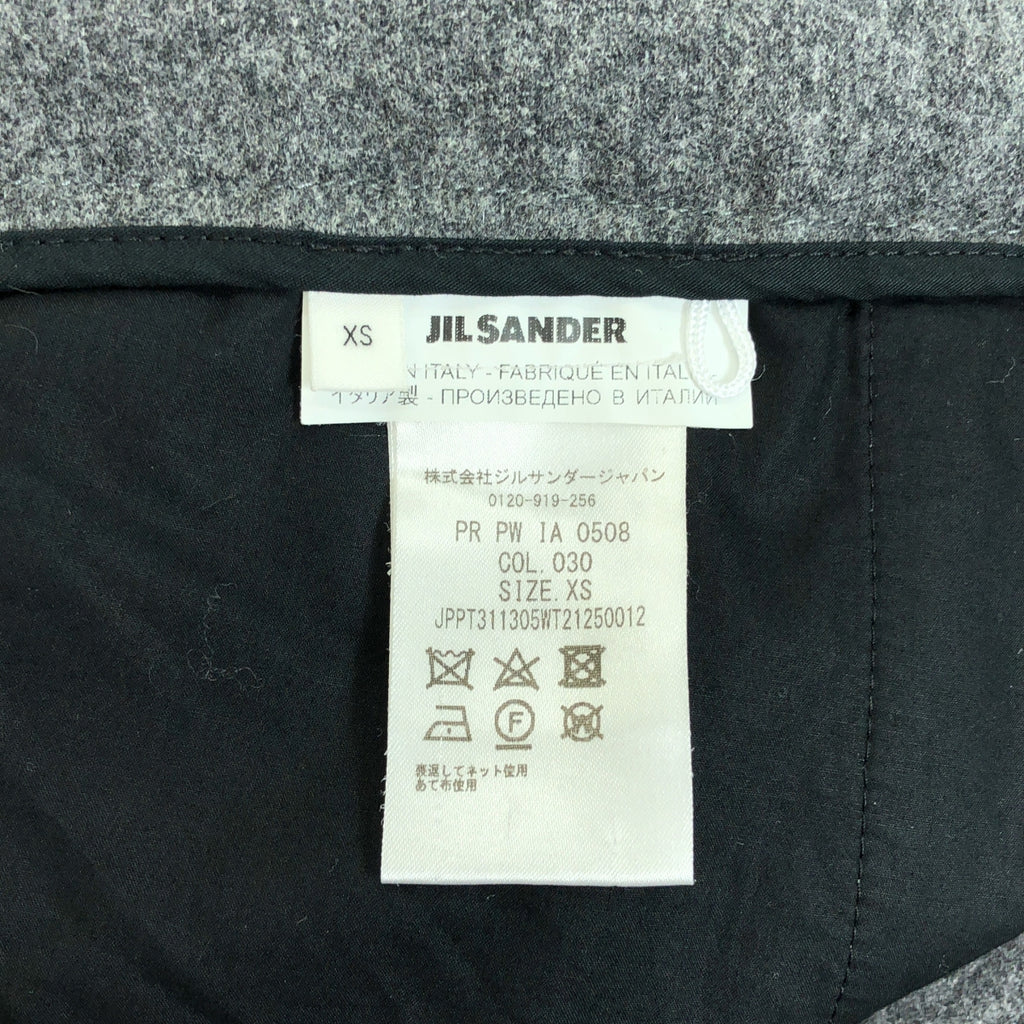 XS
JIL SANDER
N ITALY - FABRIQUÉ EN ITAL
イタリア製 - ПРОИЗВЕДЕНО В ИТАЛИИ
株式会社ジルサンダージャパン
0120-919-256
PR PW IA 0508
COL.030
SIZE.XS
JPPT311305WT21250012
F
W
裏返してネット使用
あて布使用